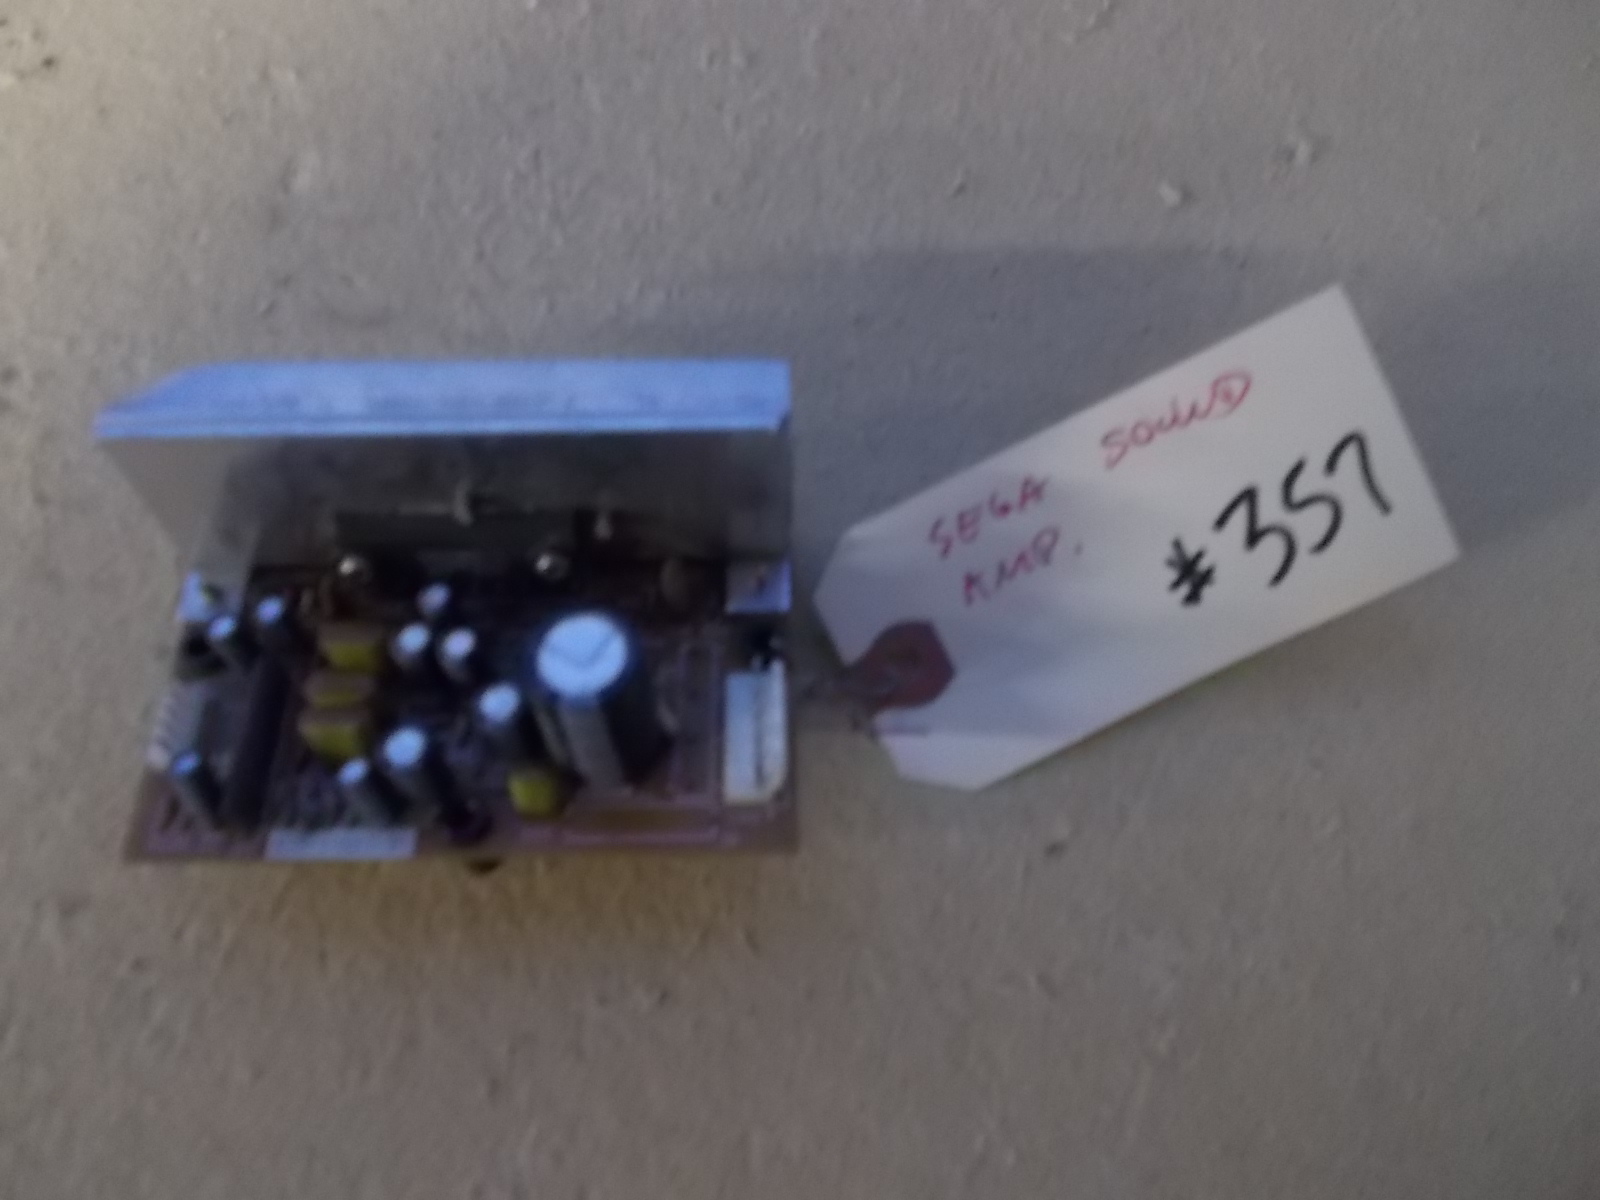 SEGA SOUND
AMP.
#357